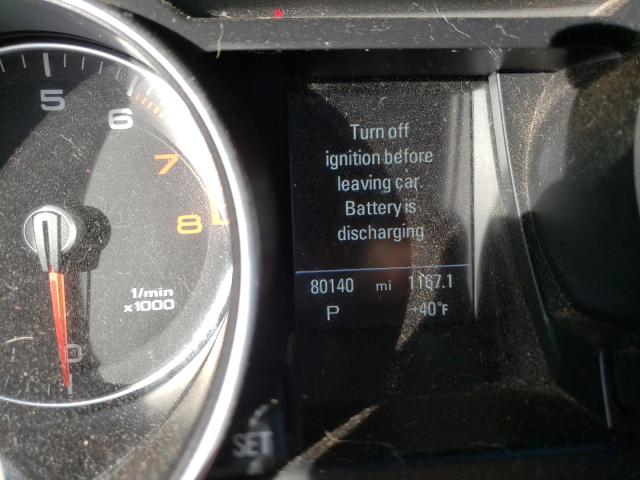 5
6
7
8
1/min
x1000
0
Turn off
ignition before
leaving car.
Battery is
discharging
80140 mi 1167.1
P +40°F
SET